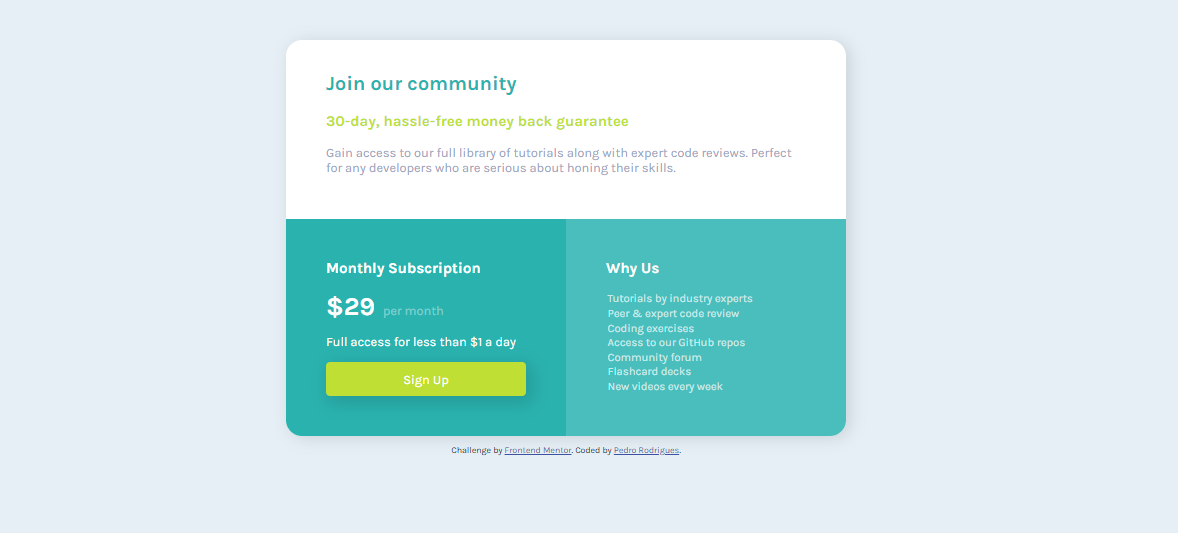 Join our community
30-day, hassle-free money back guarantee
Gain access to our full library of tutorials along with expert code reviews. Perfect
for any developers who are serious about honing their skills.
Monthly Subscription
$29 per month
Full access for less than $1 a day
Sign Up
Why Us
Tutorials by industry experts
Peer & expert code review
Coding exercises
Access to our GitHub repos
Community forum
Flashcard decks
New videos every week
Challenge by Frontend Mentor. Coded by Pedro Rodrigues.